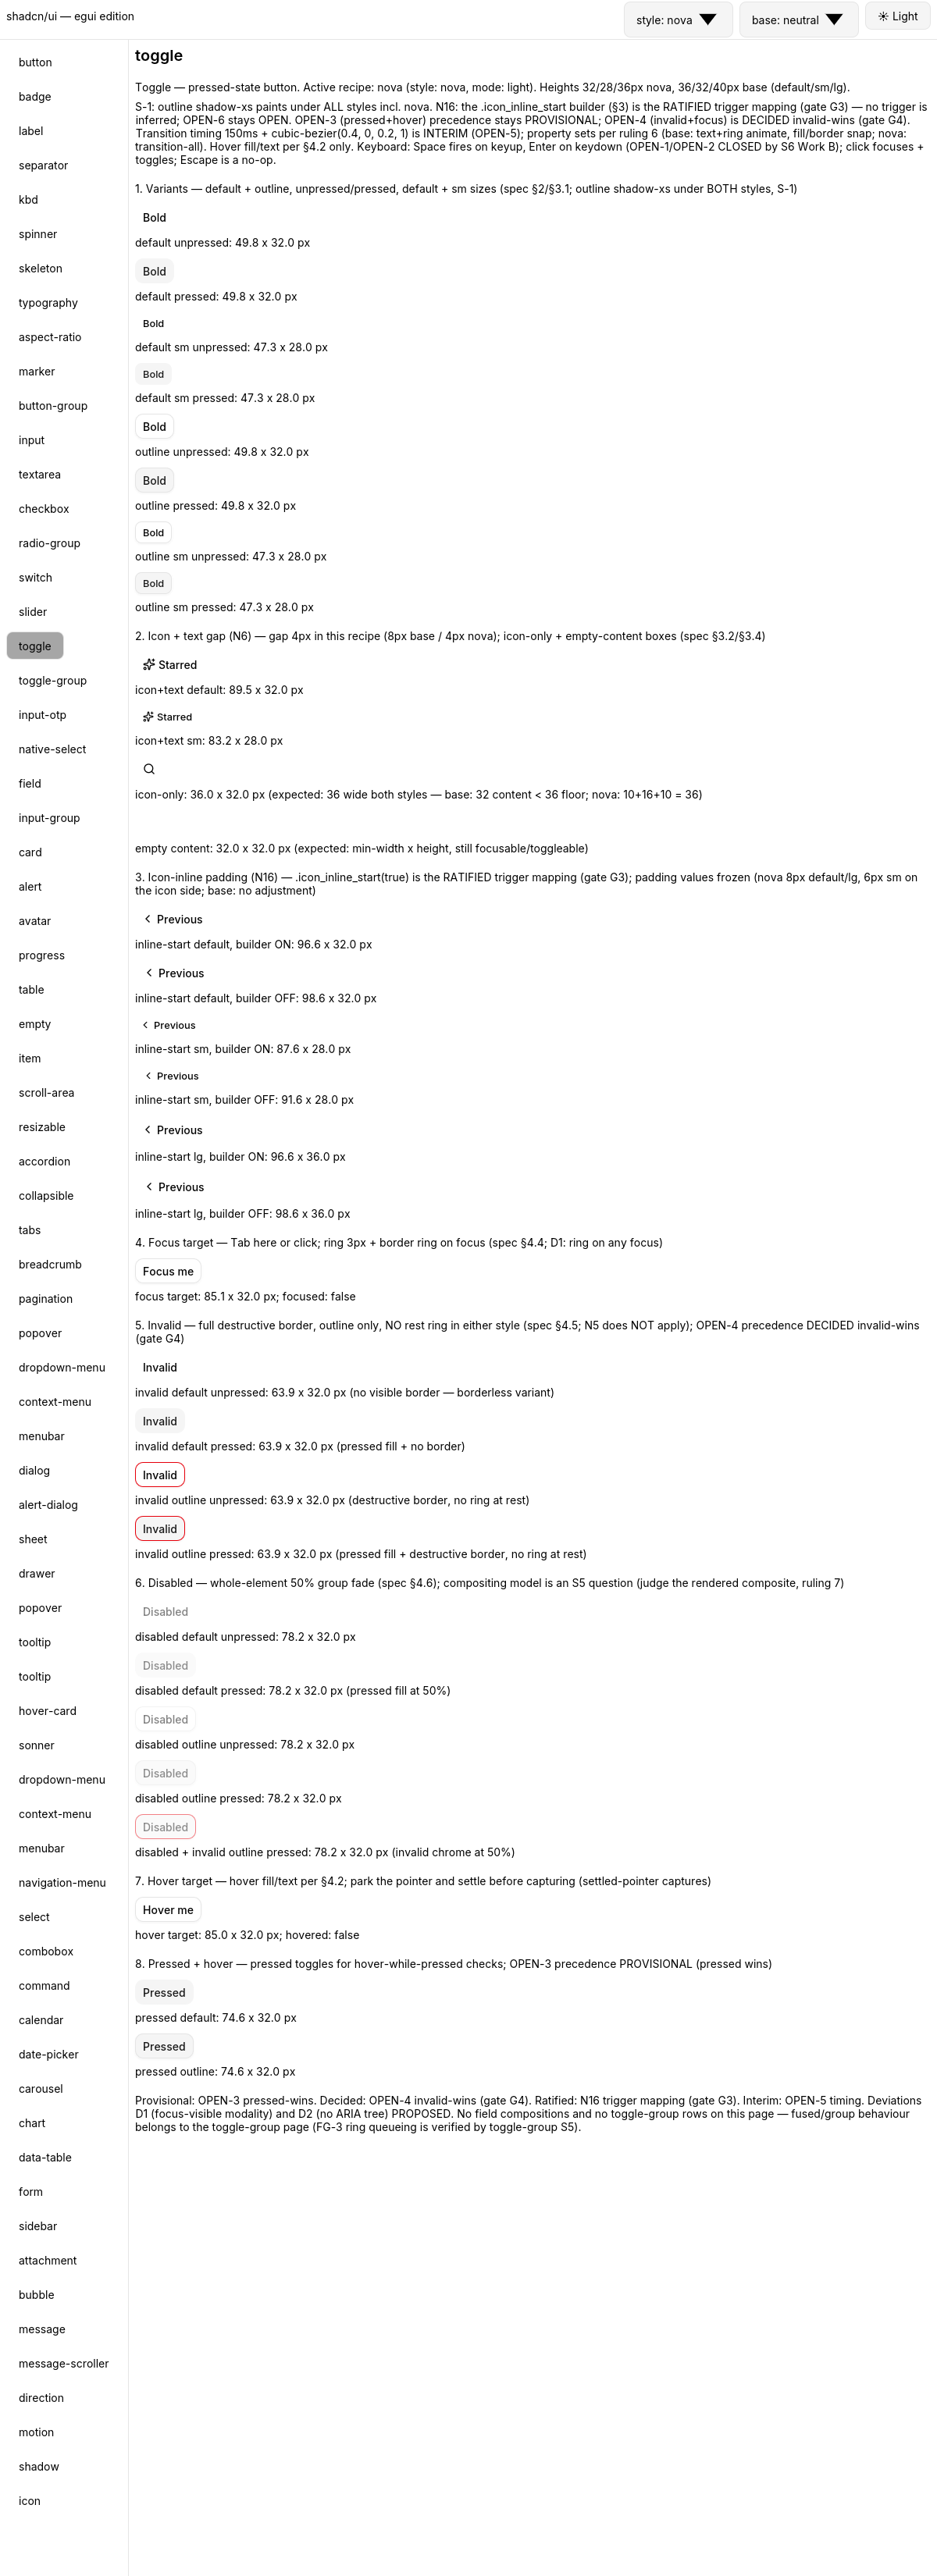 shadcn/ui — egui edition
style: nova
base: neutral
☀ Light
button
badge
label
separator
kbd
spinner
skeleton
typography
aspect-ratio
marker
button-group
input
textarea
checkbox
radio-group
switch
slider
toggle
toggle-group
input-otp
native-select
field
input-group
card
alert
avatar
progress
table
empty
item
scroll-area
resizable
accordion
collapsible
tabs
breadcrumb
pagination
popover
dropdown-menu
context-menu
menubar
dialog
alert-dialog
sheet
drawer
popover
tooltip
tooltip
hover-card
sonner
dropdown-menu
context-menu
menubar
navigation-menu
select
combobox
command
calendar
date-picker
carousel
chart
data-table
form
sidebar
attachment
bubble
message
message-scroller
direction
motion
shadow
icon
toggle
Toggle — pressed-state button. Active recipe: nova (style: nova, mode: light). Heights 32/28/36px nova, 36/32/40px base (default/sm/lg).
S-1: outline shadow-xs paints under ALL styles incl. nova. N16: the .icon_inline_start builder (§3) is the RATIFIED trigger mapping (gate G3) — no trigger is
inferred; OPEN-6 stays OPEN. OPEN-3 (pressed+hover) precedence stays PROVISIONAL; OPEN-4 (invalid+focus) is DECIDED invalid-wins (gate G4).
Transition timing 150ms + cubic-bezier(0.4, 0, 0.2, 1) is INTERIM (OPEN-5); property sets per ruling 6 (base: text+ring animate, fill/border snap; nova:
transition-all). Hover fill/text per §4.2 only. Keyboard: Space fires on keyup, Enter on keydown (OPEN-1/OPEN-2 CLOSED by S6 Work B); click focuses +
toggles; Escape is a no-op.
1. Variants — default + outline, unpressed/pressed, default + sm sizes (spec §2/§3.1; outline shadow-xs under BOTH styles, S-1)
Bold
default unpressed: 49.8 x 32.0 px
Bold
default pressed: 49.8 x 32.0 px
Bold
default sm unpressed: 47.3 x 28.0 px
Bold
default sm pressed: 47.3 x 28.0 px
Bold
outline unpressed: 49.8 x 32.0 px
Bold
outline pressed: 49.8 x 32.0 px
Bold
outline sm unpressed: 47.3 x 28.0 px
Bold
outline sm pressed: 47.3 x 28.0 px
2. Icon + text gap (N6) — gap 4px in this recipe (8px base / 4px nova); icon-only + empty-content boxes (spec §3.2/§3.4)
Starred
icon+text default: 89.5 x 32.0 px
Starred
icon+text sm: 83.2 x 28.0 px
icon-only: 36.0 x 32.0 px (expected: 36 wide both styles — base: 32 content < 36 floor; nova: 10+16+10 = 36)
empty content: 32.0 x 32.0 px (expected: min-width x height, still focusable/toggleable)
3. Icon-inline padding (N16) — .icon_inline_start(true) is the RATIFIED trigger mapping (gate G3); padding values frozen (nova 8px default/lg, 6px sm on
the icon side; base: no adjustment)
Previous
inline-start default, builder ON: 96.6 x 32.0 px
Previous
inline-start default, builder OFF: 98.6 x 32.0 px
Previous
inline-start sm, builder ON: 87.6 x 28.0 px
Previous
inline-start sm, builder OFF: 91.6 x 28.0 px
Previous
inline-start lg, builder ON: 96.6 x 36.0 px
Previous
inline-start lg, builder OFF: 98.6 x 36.0 px
4. Focus target — Tab here or click; ring 3px + border ring on focus (spec §4.4; D1: ring on any focus)
Focus me
focus target: 85.1 x 32.0 px; focused: false
5. Invalid — full destructive border, outline only, NO rest ring in either style (spec §4.5; N5 does NOT apply); OPEN-4 precedence DECIDED invalid-wins
(gate G4)
Invalid
invalid default unpressed: 63.9 x 32.0 px (no visible border — borderless variant)
Invalid
invalid default pressed: 63.9 x 32.0 px (pressed fill + no border)
Invalid
invalid outline unpressed: 63.9 x 32.0 px (destructive border, no ring at rest)
Invalid
invalid outline pressed: 63.9 x 32.0 px (pressed fill + destructive border, no ring at rest)
6. Disabled — whole-element 50% group fade (spec §4.6); compositing model is an S5 question (judge the rendered composite, ruling 7)
Disabled
disabled default unpressed: 78.2 x 32.0 px
Disabled
disabled default pressed: 78.2 x 32.0 px (pressed fill at 50%)
Disabled
disabled outline unpressed: 78.2 x 32.0 px
Disabled
disabled outline pressed: 78.2 x 32.0 px
Disabled
disabled + invalid outline pressed: 78.2 x 32.0 px (invalid chrome at 50%)
7. Hover target — hover fill/text per §4.2; park the pointer and settle before capturing (settled-pointer captures)
Hover me
hover target: 85.0 x 32.0 px; hovered: false
8. Pressed + hover — pressed toggles for hover-while-pressed checks; OPEN-3 precedence PROVISIONAL (pressed wins)
Pressed
pressed default: 74.6 x 32.0 px
Pressed
pressed outline: 74.6 x 32.0 px
Provisional: OPEN-3 pressed-wins. Decided: OPEN-4 invalid-wins (gate G4). Ratified: N16 trigger mapping (gate G3). Interim: OPEN-5 timing. Deviations
D1 (focus-visible modality) and D2 (no ARIA tree) PROPOSED. No field compositions and no toggle-group rows on this page — fused/group behaviour
belongs to the toggle-group page (FG-3 ring queueing is verified by toggle-group S5).